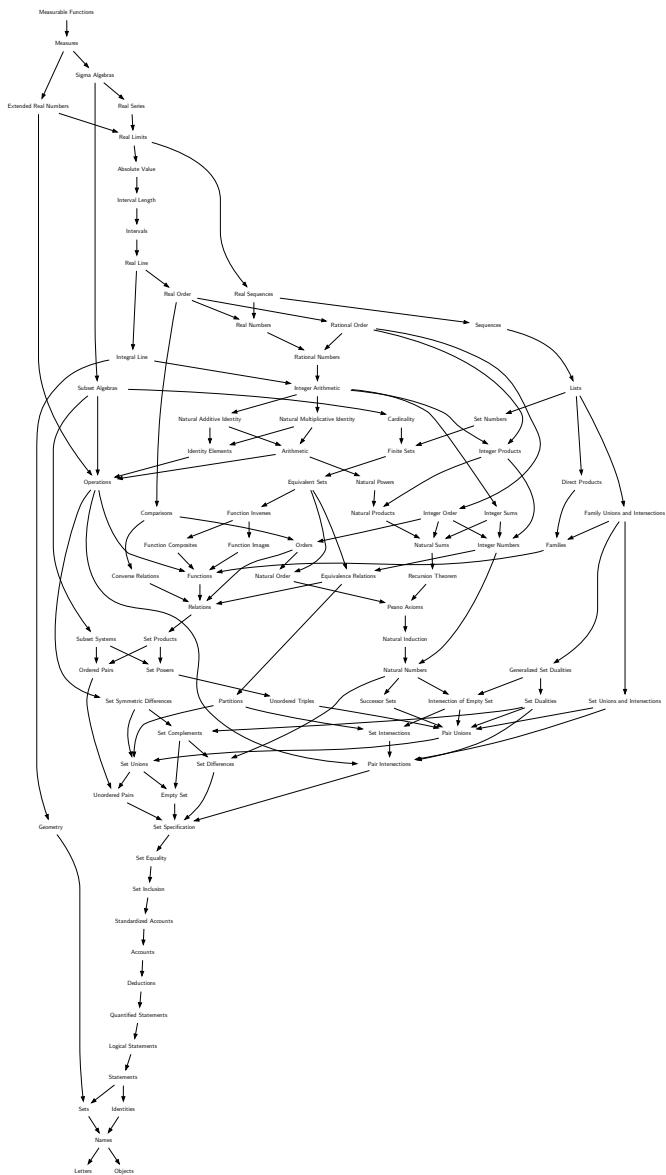 Measurable Functions
Measures
Sigma Algebras
Extended Real Numbers Real Series
Real Limits
Absolute Value
Interval Length
Intervals
Real Line
Real Order Real Sequences
Real Numbers Rational Order Sequences
Integral Line Rational Numbers
Subset Algebras Integer Arithmetic Lists
Natural Additive Identity Natural Multiplicative Identity Cardinality Set Numbers
Identity Elements Arithmetic Finite Sets Integer Products
Operations Equivalent Sets Natural Powers Direct Products
Comparisons Function Inverses Natural Products Integer Order Integer Sums Family Unions and Intersections
Function Composites Function Images Orders Natural Sums Integer Numbers Families
Converse Relations Functions Natural Order Equivalence Relations Recursion Theorem
Relations Peano Axioms
Subset Systems Set Products Natural Induction
Ordered Pairs Set Powers Natural Numbers Generalized Set Dualities
Set Symmetric Differences Partitions Unordered Triples Successor Sets Intersection of Empty Set Set Dualities Set Unions and Intersections
Set Complements Set Intersections Pair Unions
Set Unions Set Differences Pair Intersections
Unordered Pairs Empty Set
Geometry Set Specification
Set Equality
Set Inclusion
Standardized Accounts
Accounts
Deductions
Quantified Statements
Logical Statements
Statements
Sets Identities
Names
Letters Objects